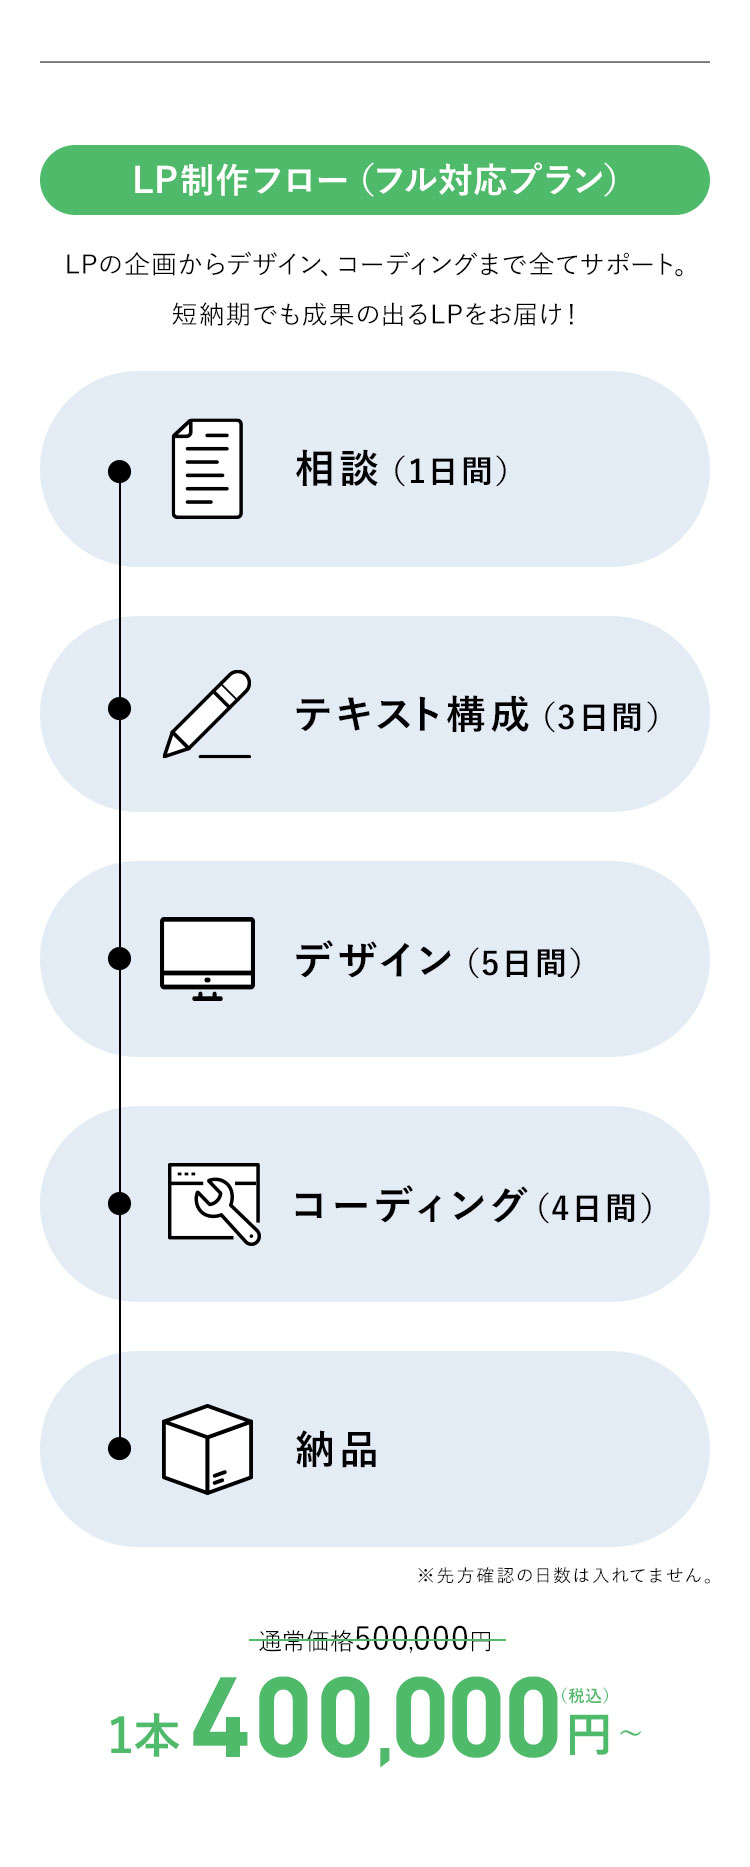 LP制作フロー（フル対応プラン）
LPの企画からデザイン、コーディングまで全てサポート。
短納期でも成果の出るLPをお届け！
相談（1日間）
テキスト構成（3日間）
デザイン（5日間）
コーディング（4日間）
納品
※先方確認の日数は入れてません。
通常価格500,000円
1本400,000円（税込）～